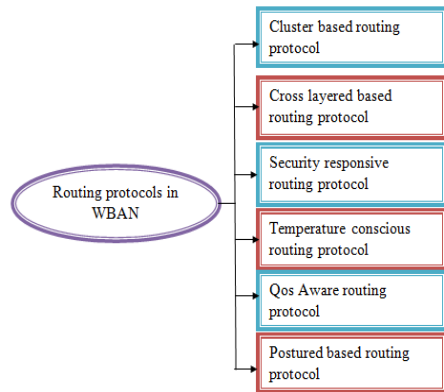 Cluster based routing
protocol
Cross layered based
routing protocol
Security responsive
routing protocol
Routing protocols in
WBAN
Temperature conscious
routing protocol
Qos Aware routing
protocol
Postured based routing
protocol